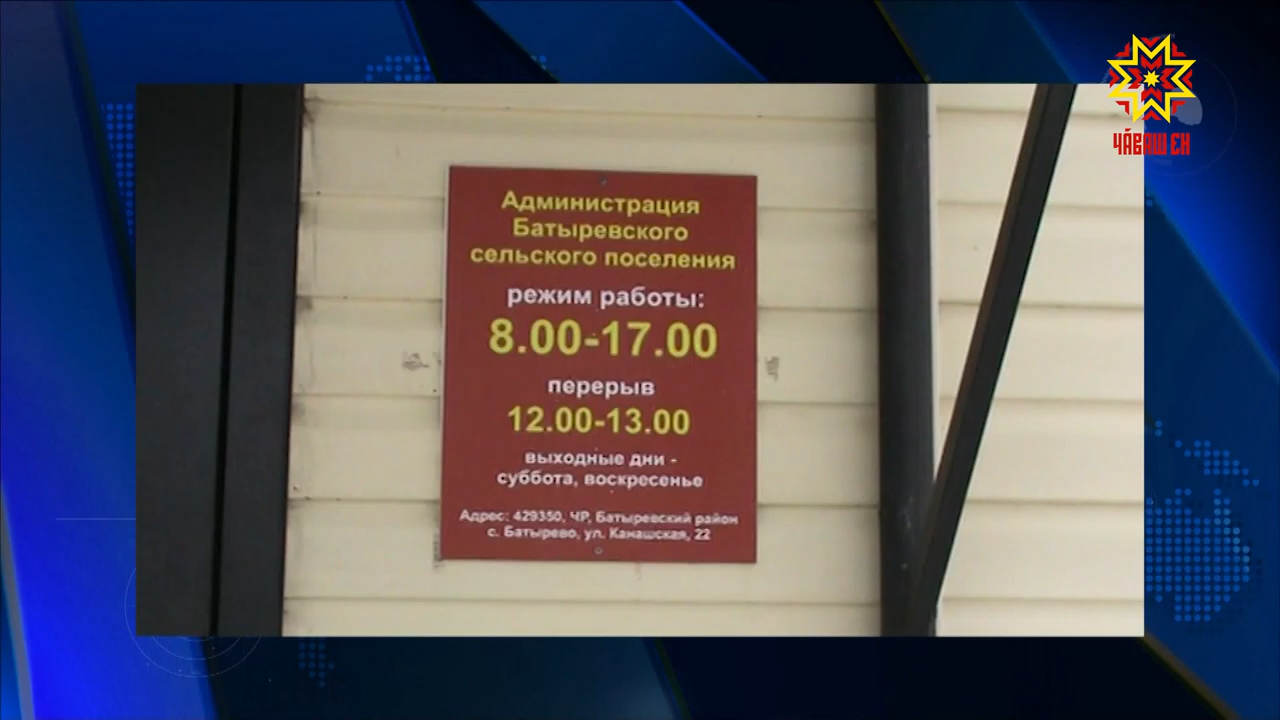 ЧӐВАШ ЕН
Администрация
Батыревского
сельского поселения
режим работы:
8.00-17.00
перерыв
12.00-13.00
выходные дни -
суббота, воскресенье
Адрес: 429350, ЧР, Батыревский район
с. Батырево, ул. Канашская, 22